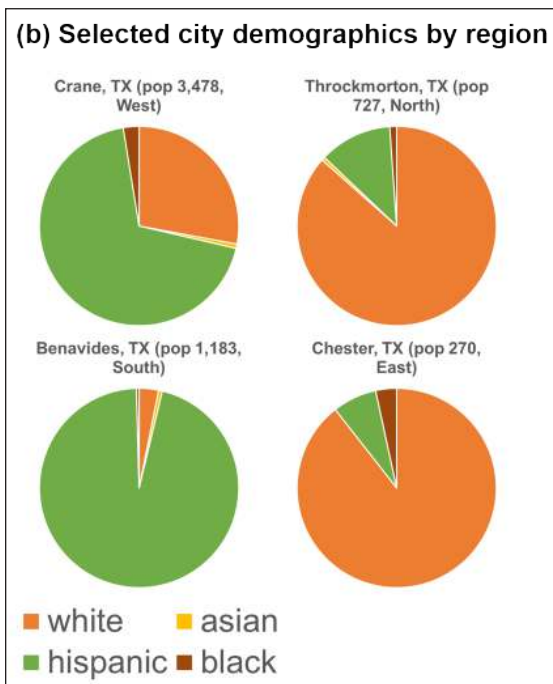 (b) Selected city demographics by region
Crane, TX (pop 3,478,
West)
Throckmorton, TX (pop
727, North)
Benavides, TX (pop 1,183,
South)
Chester, TX (pop 270,
East)
white
asian
hispanic
black